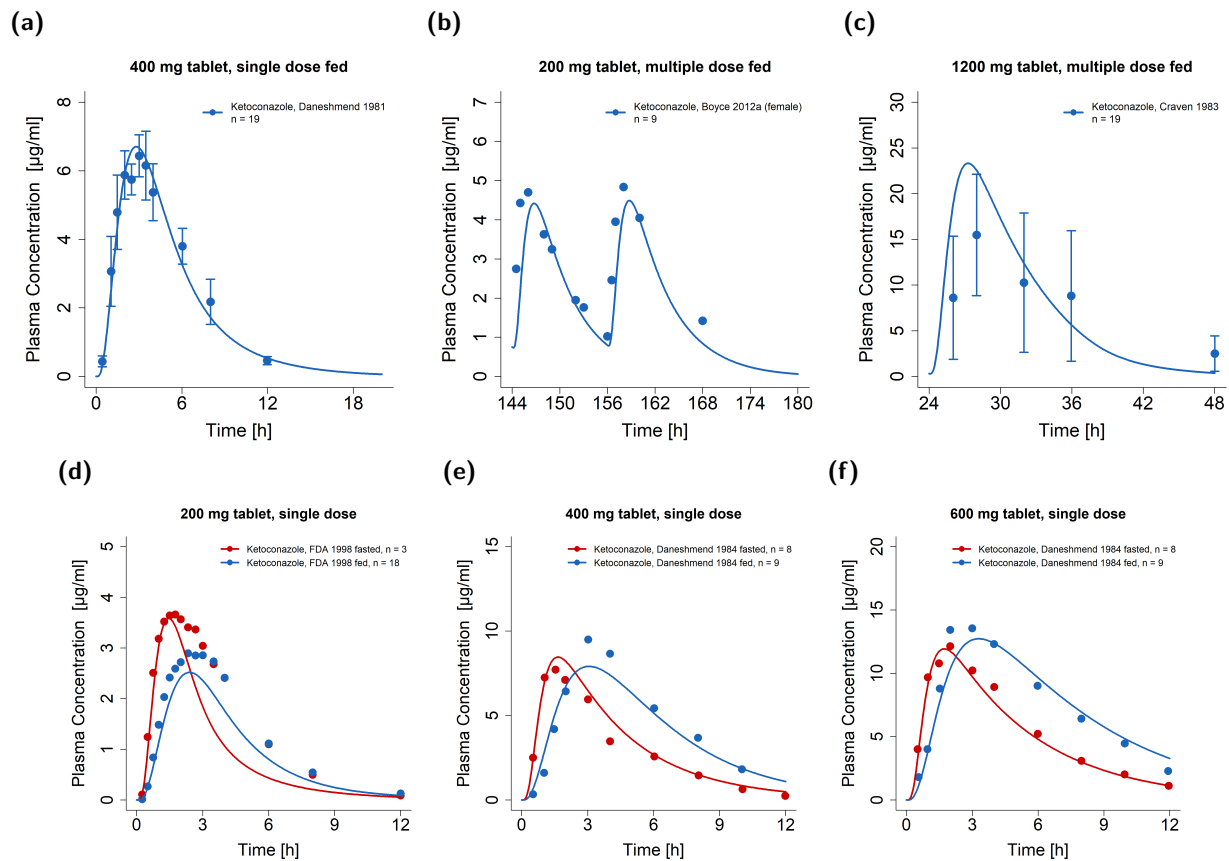 (a)
400 mg tablet, single dose fed
Plasma Concentration [µg/ml]
8
6
4
2
0
Ketoconazole, Daneshmend 1981
n = 19
0 6 12 18
Time [h]
(b)
200 mg tablet, multiple dose fed
Plasma Concentration [µg/ml]
7
6
5
4
3
2
1
0
Ketoconazole, Boyce 2012a (female)
n = 9
144 150 156 162 168 174 180
Time [h]
(c)
1200 mg tablet, multiple dose fed
Plasma Concentration [µg/ml]
30
25
20
15
10
5
0
Ketoconazole, Craven 1983
n = 19
24 30 36 42 48
Time [h]
(d)
200 mg tablet, single dose
Plasma Concentration [µg/ml]
5
4
3
2
1
0
Ketoconazole, FDA 1998 fasted, n = 3
Ketoconazole, FDA 1998 fed, n = 18
0 3 6 9 12
Time [h]
(e)
400 mg tablet, single dose
Plasma Concentration [µg/ml]
15
10
5
0
Ketoconazole, Daneshmend 1984 fasted, n = 8
Ketoconazole, Daneshmend 1984 fed, n = 9
0 3 6 9 12
Time [h]
(f)
600 mg tablet, single dose
Plasma Concentration [µg/ml]
20
15
10
5
0
Ketoconazole, Daneshmend 1984 fasted, n = 8
Ketoconazole, Daneshmend 1984 fed, n = 9
0 3 6 9 12
Time [h]